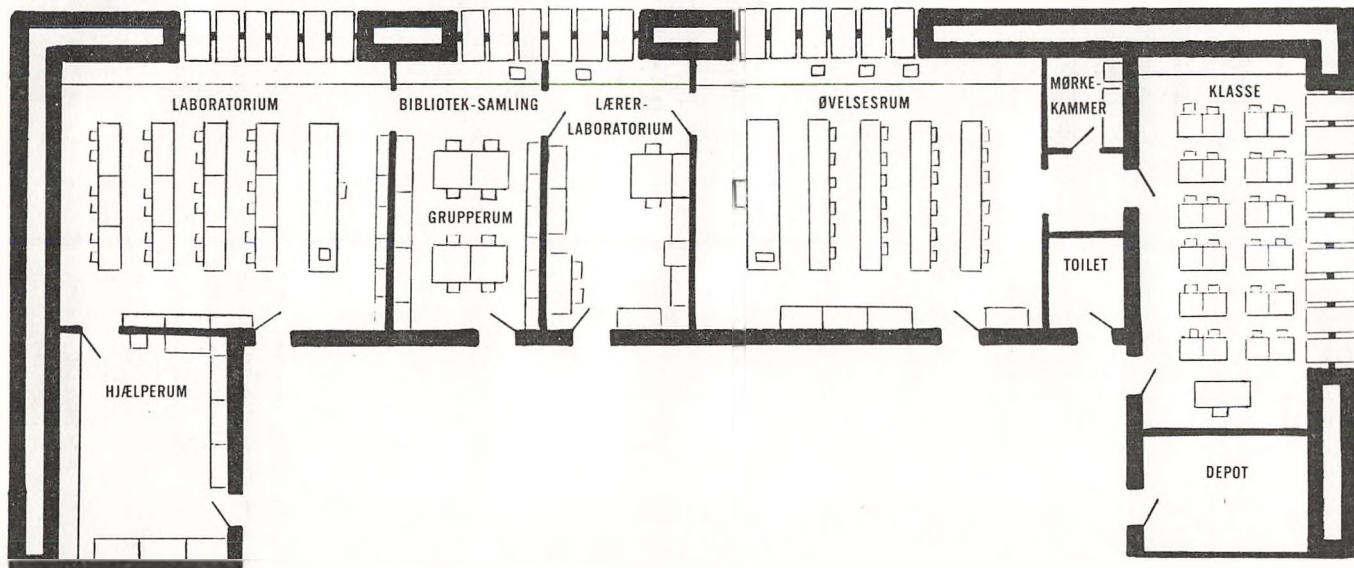 LABORATORIUM
BIBLIOTEK-SAMLING
GRUPPERUM
LÆRER-
LABORATORIUM
ØVELSESRUM
MØRKE-
KAMMER
KLASSE
TOILET
HJÆLPERUM
DEPOT